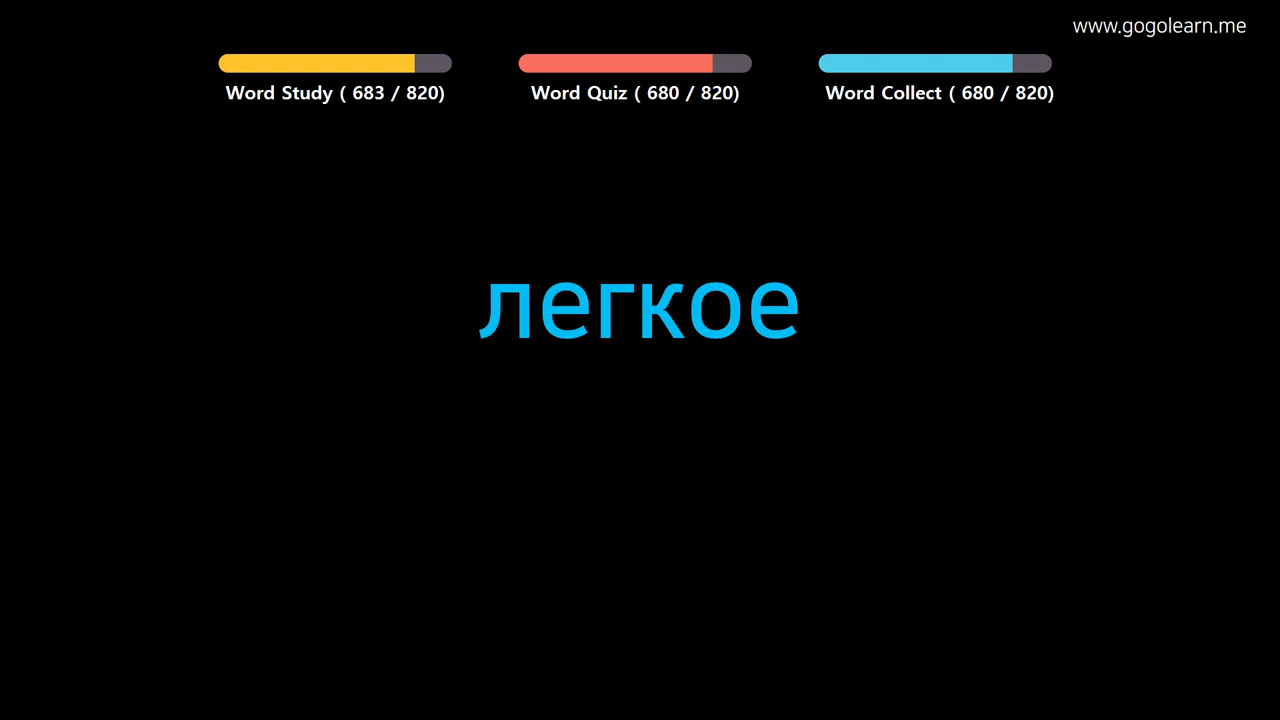 www.gogolearn.me
Word Study ( 683 / 820)
Word Quiz ( 680 / 820)
Word Collect ( 680 / 820)
легкое